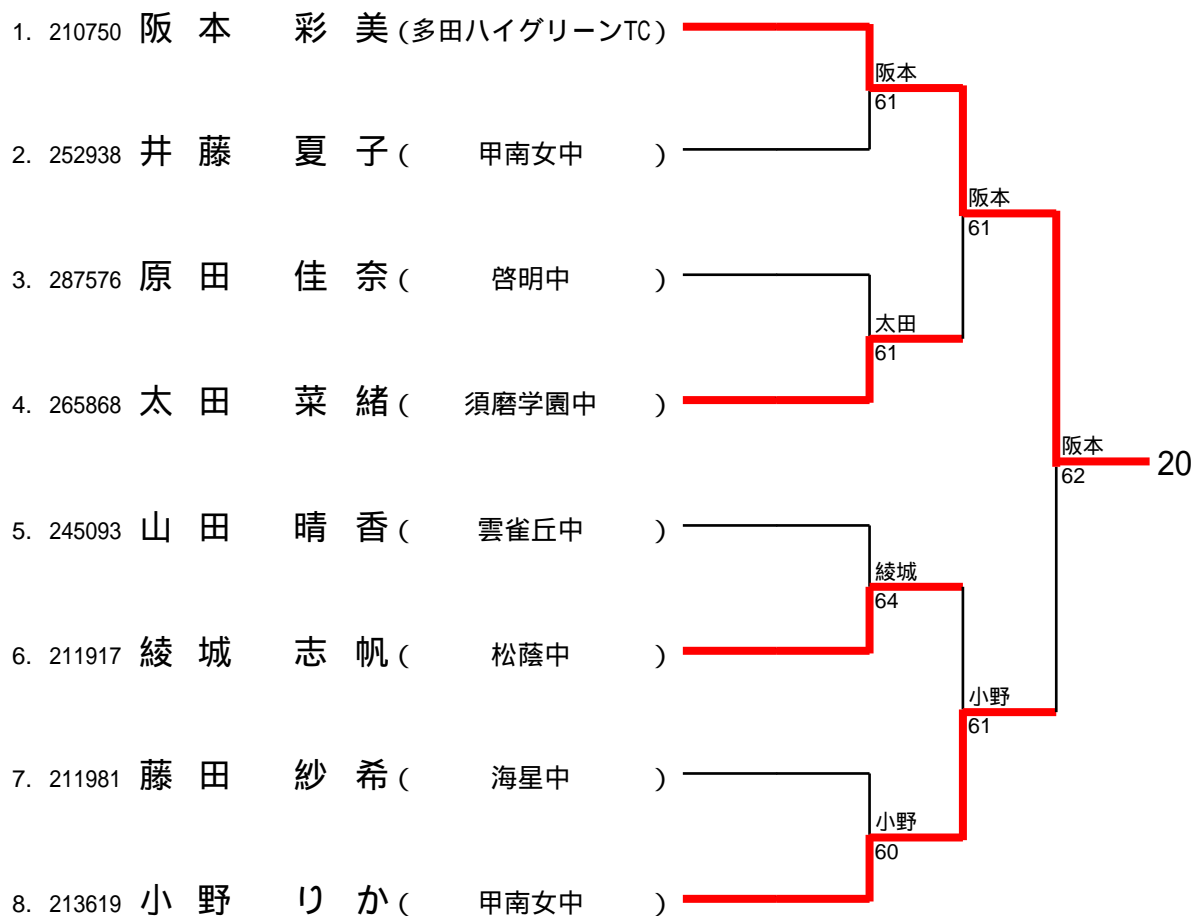 1. 210750 阪本 彩美 (多田ハイグリーンTC)
阪本
61
2. 252938 井藤 夏子 ( 甲南女中 )
阪本
61
3. 287576 原田 佳奈 ( 啓明中 )
太田
61
4. 265868 太田 菜緒 ( 須磨学園中 )
阪本
62
20
5. 245093 山田 晴香 ( 雲雀丘中 )
綾城
64
6. 211917 綾城 志帆 ( 松蔭中 )
小野
61
7. 211981 藤田 紗希 ( 海星中 )
小野
60
8. 213619 小野 りか ( 甲南女中 )